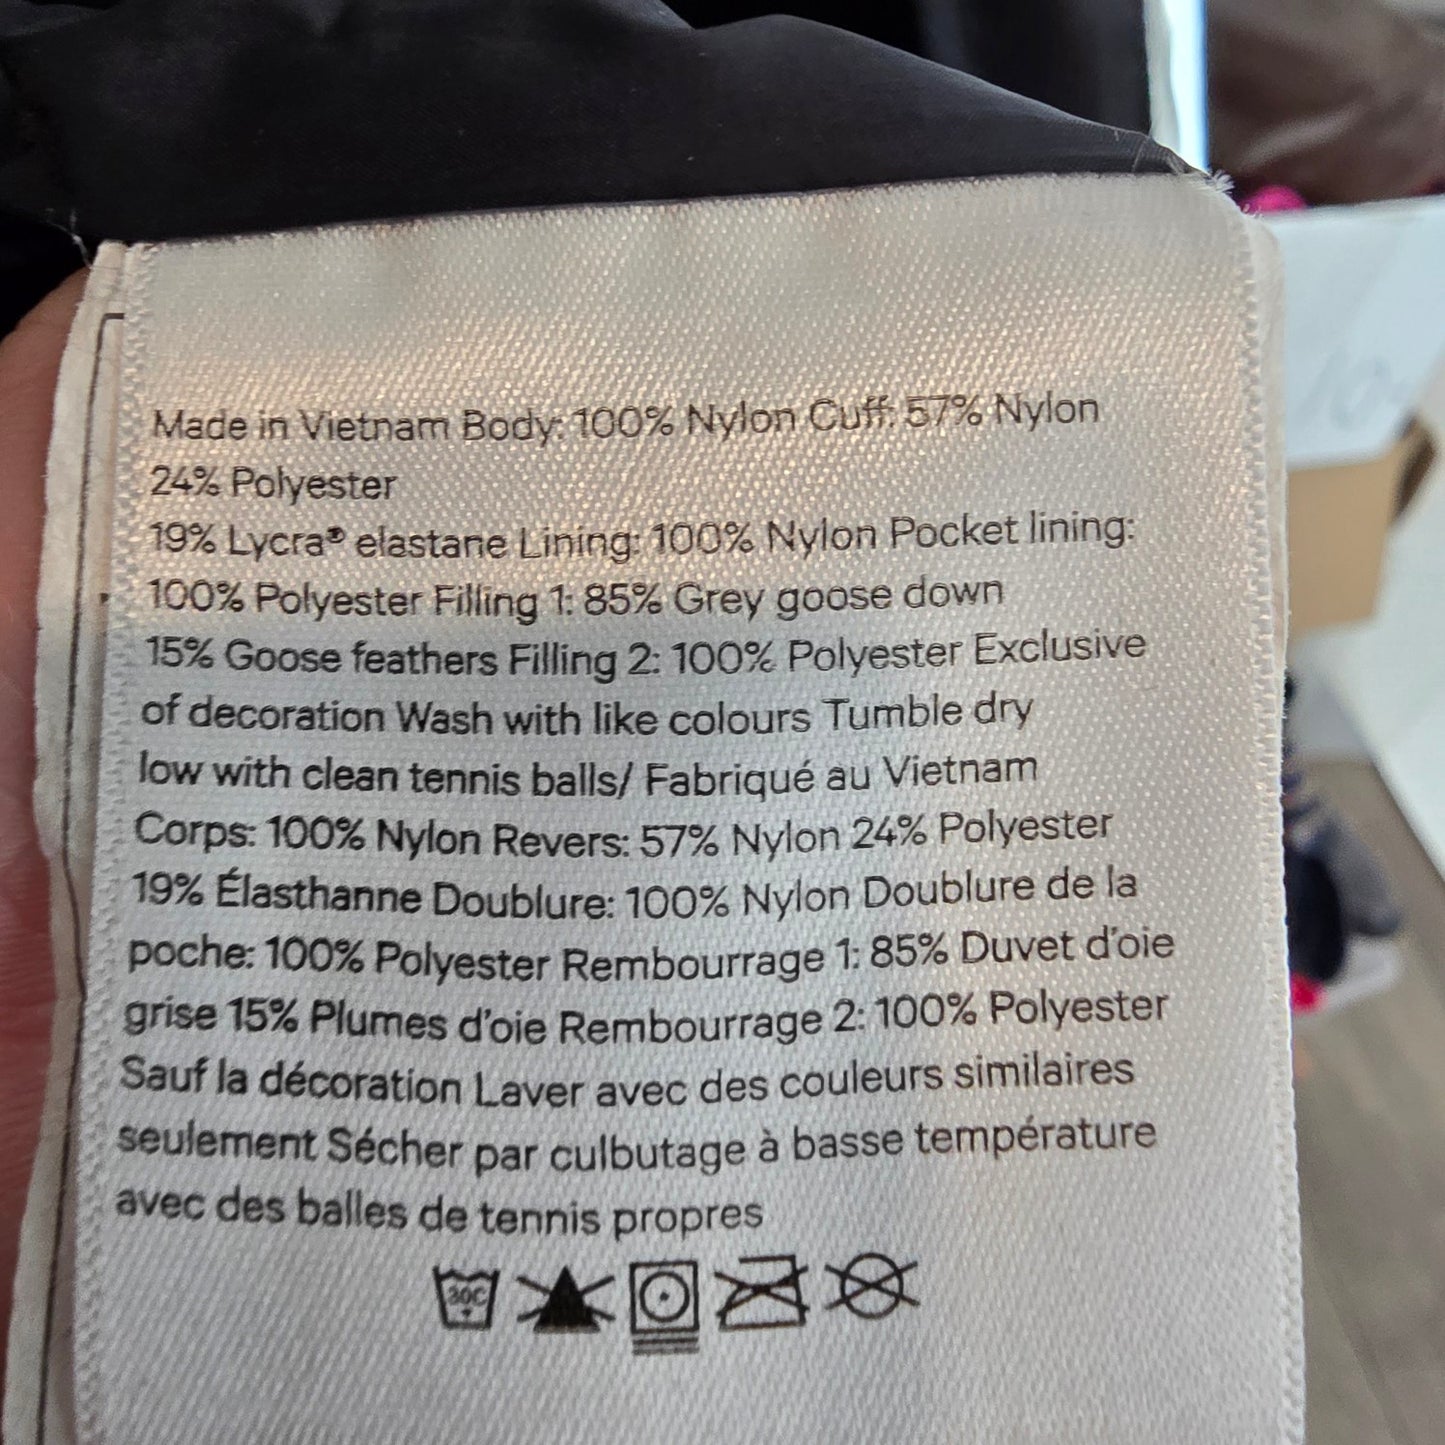 Made in Vietnam Body: 100% Nylon Cuff: 57% Nylon
24% Polyester
19% Lycra® elastane Lining: 100% Nylon Pocket lining:
100% Polyester Filling 1: 85% Grey goose down
15% Goose feathers Filling 2: 100% Polyester Exclusive
of decoration Wash with like colours Tumble dry
low with clean tennis balls/ Fabriqué au Vietnam
Corps: 100% Nylon Revers: 57% Nylon 24% Polyester
19% Élasthanne Doublure: 100% Nylon Doublure de la
poche: 100% Polyester Rembourrage 1: 85% Duvet d'oie
grise 15% Plumes d'oie Rembourrage 2: 100% Polyester
Sauf la décoration Laver avec des couleurs similaires
seulement Sécher par culbutage à basse température
avec des balles de tennis propres
30C